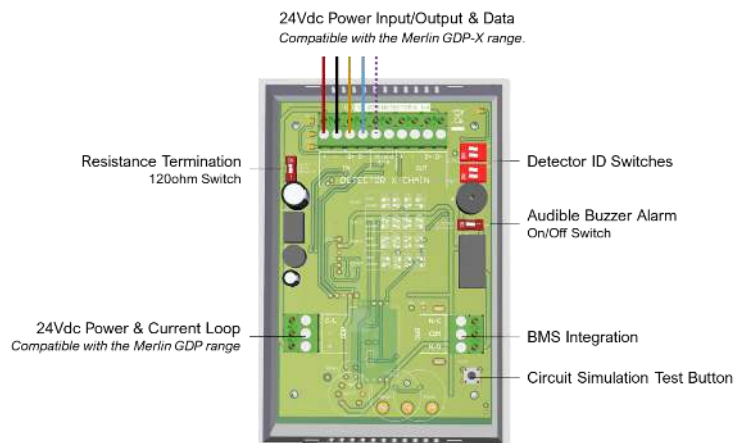 24Vdc Power Input/Output & Data
Compatible with the Merlin GDP-X range.
Resistance Termination
120ohm Switch
Detector ID Switches
IN
OUT
DETECTOR X-CHAIN
Audible Buzzer Alarm
On/Off Switch
24Vdc Power & Current Loop
Compatible with the Merlin GDP range
C-L
GDP
N/C
COM
N/O
BMS Integration
Circuit Simulation Test Button